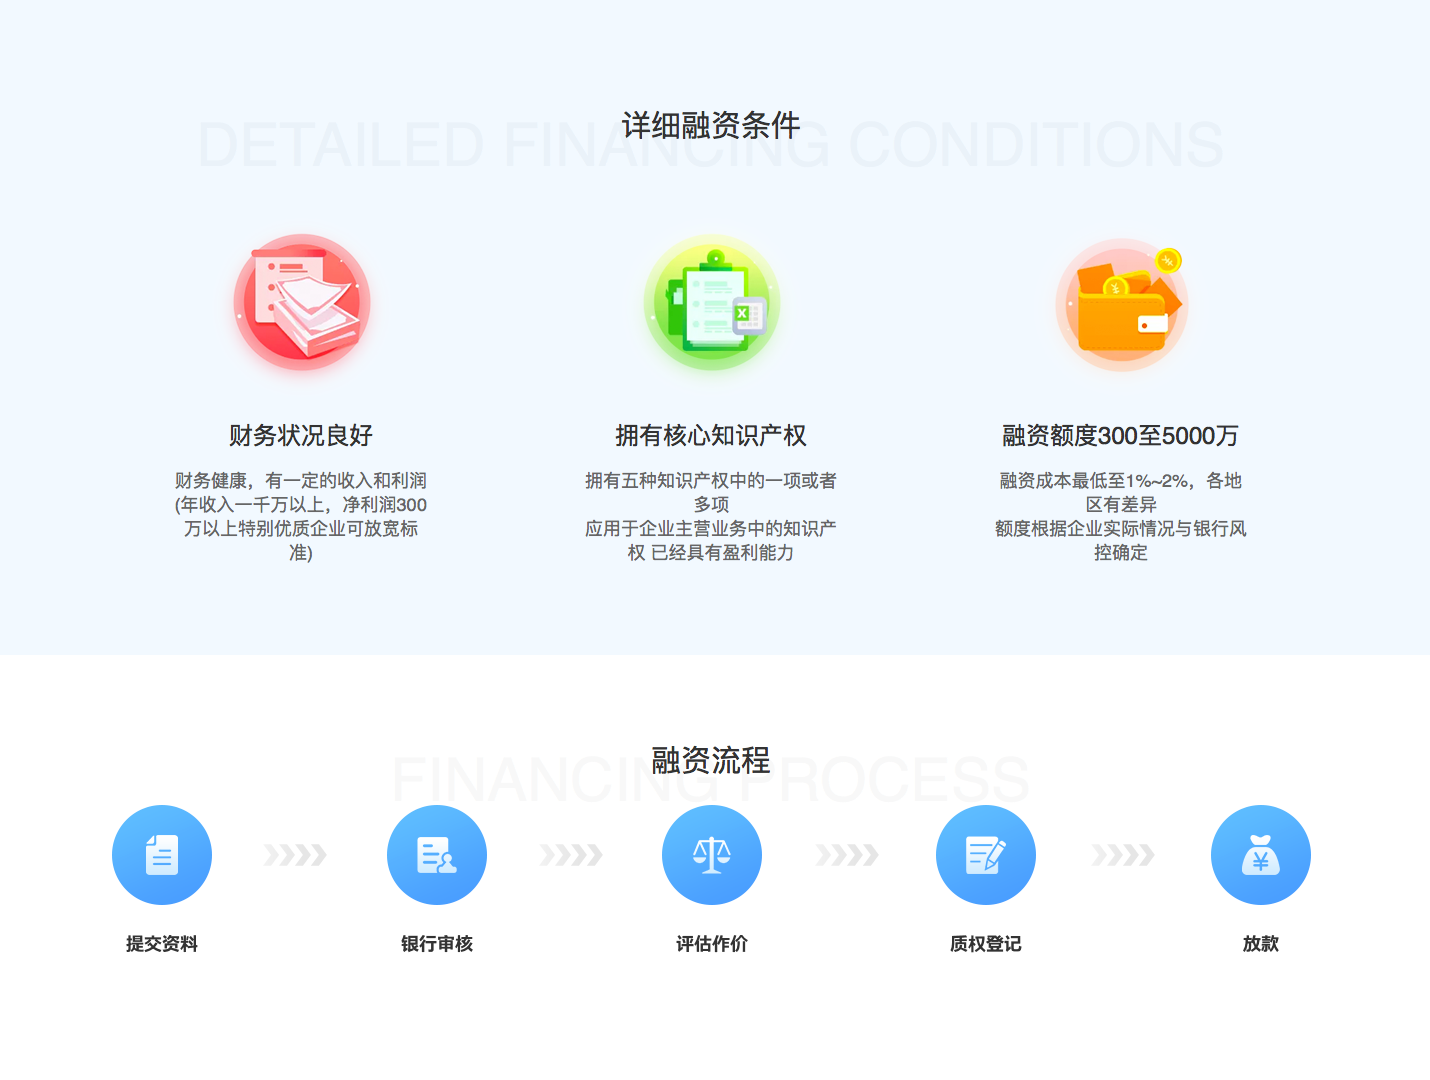 详细融资条件
DETAILED FINANCING CONDITIONS
财务状况良好
财务健康，有一定的收入和利润
(年收入一千万以上，净利润300
万以上特别优质企业可放宽标
准)
拥有核心知识产权
拥有五种知识产权中的一项或者
多项
应用于企业主营业务中的知识产
权 已经具有盈利能力
融资额度300至5000万
融资成本最低至1%~2%，各地
区有差异
额度根据企业实际情况与银行风
控确定
融资流程
FINANCING PROCESS
提交资料
银行审核
评估作价
质权登记
放款